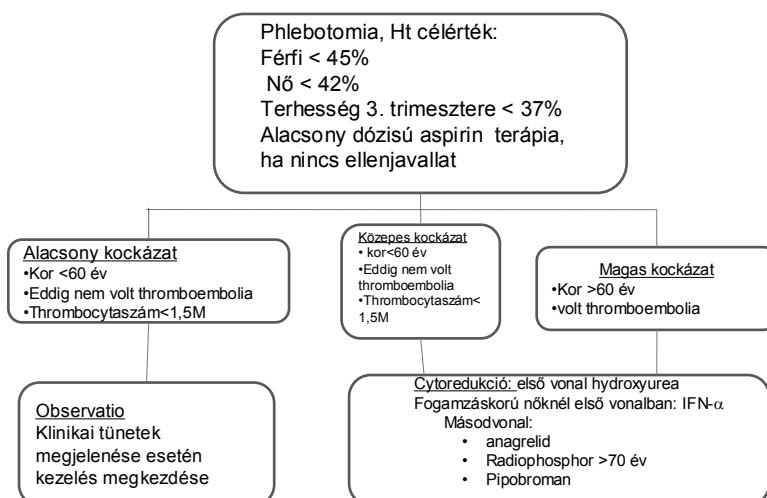 Phlebotomia, Ht célérték:
Férfi < 45%
Nő < 42%
Terhesség 3. trimesztere < 37%
Alacsony dózisú aspirin terápia,
ha nincs ellenjavallat
Alacsony kockázat
•Kor <60 év
•Eddig nem volt thromboembolia
•Thrombocytaszám<1,5M
Közepes kockázat
• kor<60 év
•Eddig nem volt
thromboembolia
•Thrombocytaszám<
1,5M
Magas kockázat
•Kor >60 év
•volt thromboembolia
Observatio
Klinikai tünetek
megjelenése esetén
kezelés megkezdése
Cytoredukció: első vonal hydroxyurea
Fogamzáskorú nőknél első vonalban: IFN-α
Másodvonal:
• anagrelid
• Radiophosphor >70 év
• Pipobroman